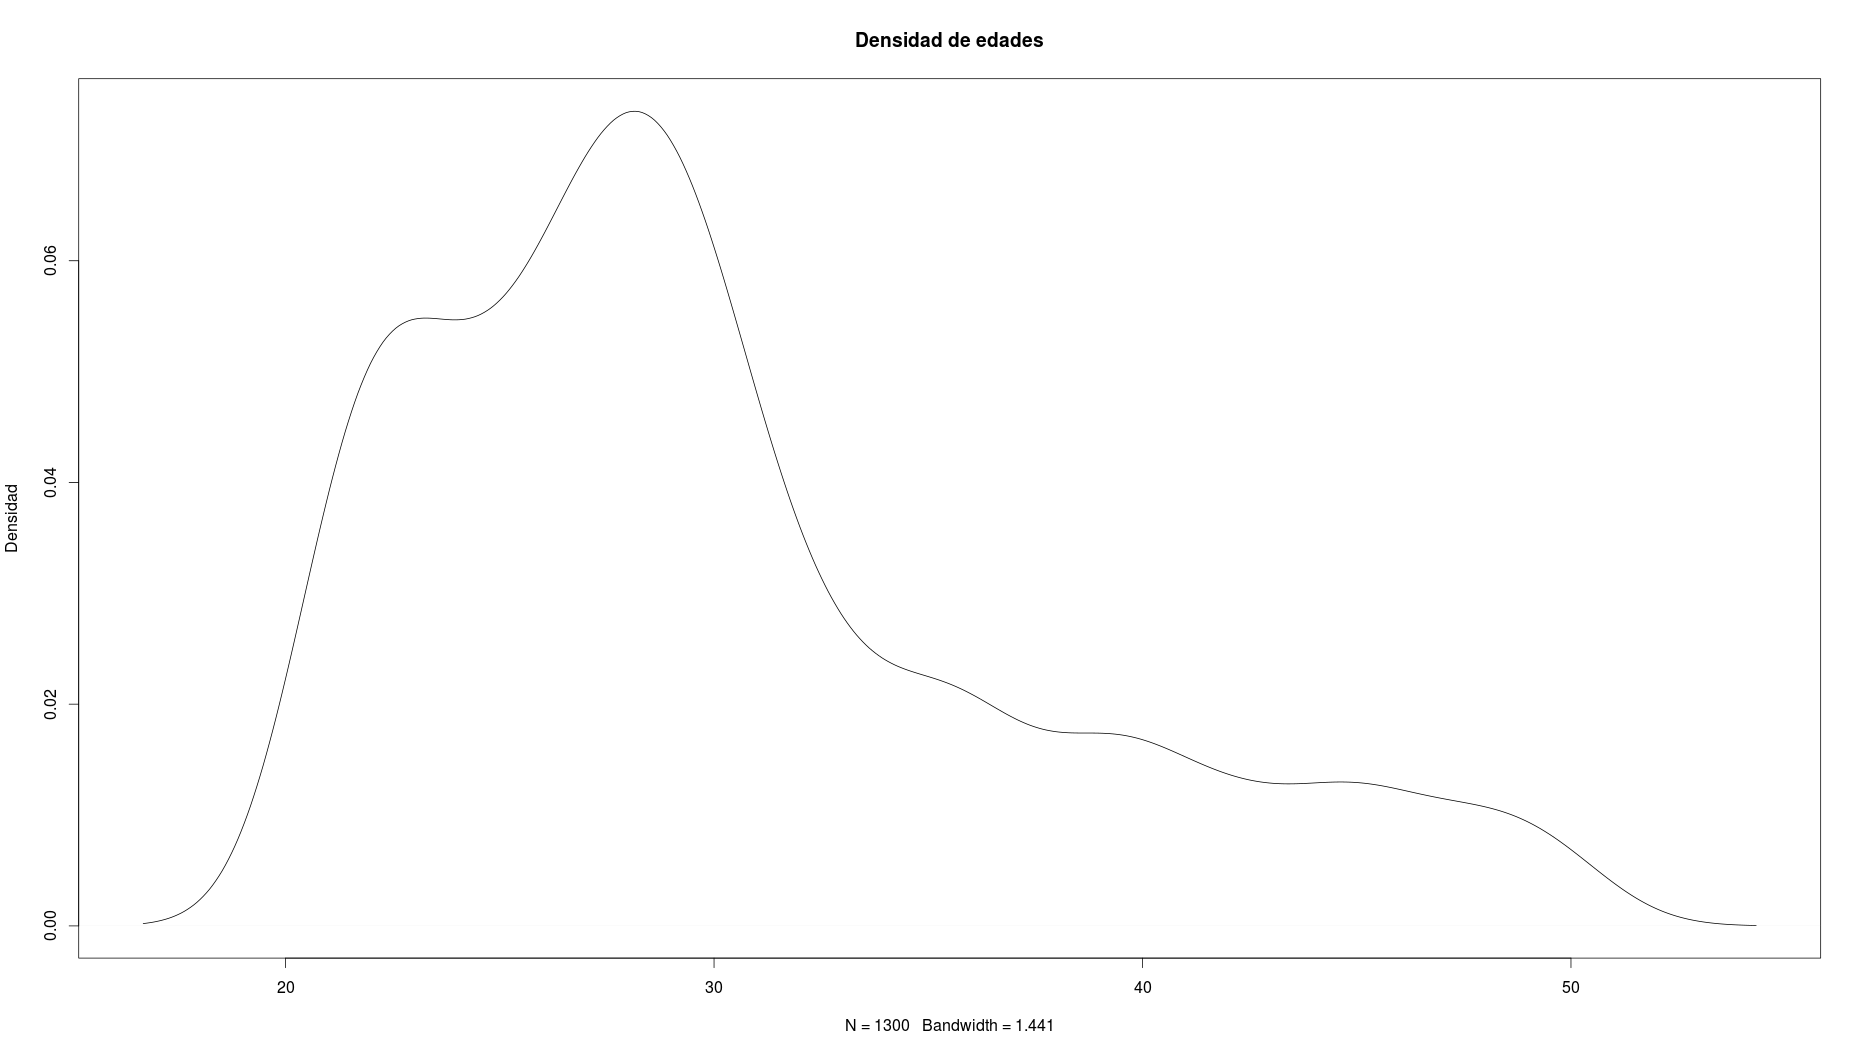 Densidad de edades
Densidad
0.06
0.04
0.02
0.00
20 30 40 50
N = 1300 Bandwidth = 1.441